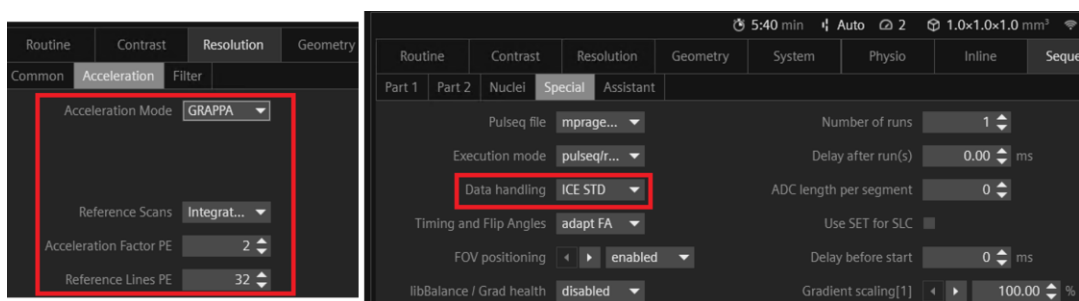 Routine Contrast Resolution Geometry
Common Acceleration Filter
Acceleration Mode GRAPPA
Reference Scans Integrat...
Acceleration Factor PE 2
Reference Lines PE 32
5:40 min Auto 2 1.0×1.0×1.0 mm³
Routine Contrast Resolution Geometry System Physio Inline Seque
Part 1 Part 2 Nuclei Special Assistant
Pulseq file mprage... Number of runs 1
Execution mode pulseq/r... Delay after run(s) 0.00 ms
Data handling ICE STD ADC length per segment 0
Timing and Flip Angles adapt FA Use SET for SLC
FOV positioning enabled Delay before start 0 ms
libBalance / Grad health disabled Gradient scaling[1] 100.00 %